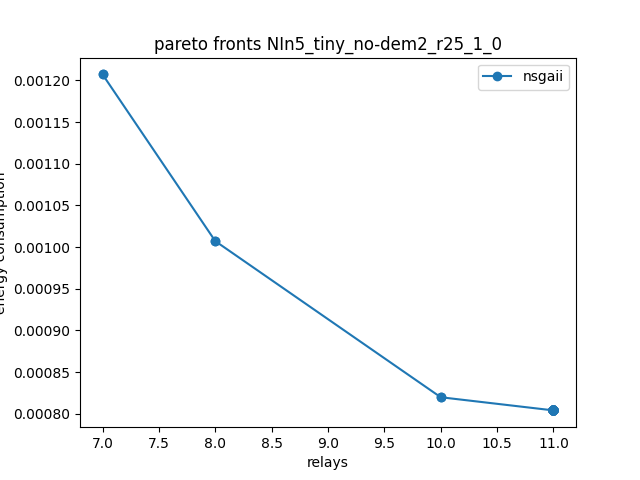 pareto fronts NIn5_tiny_no-dem2_r25_1_0
nsgaii
0.00120
0.00115
0.00110
0.00105
0.00100
0.00095
0.00090
0.00085
0.00080
energy consumption
7.0 7.5 8.0 8.5 9.0 9.5 10.0 10.5 11.0
relays